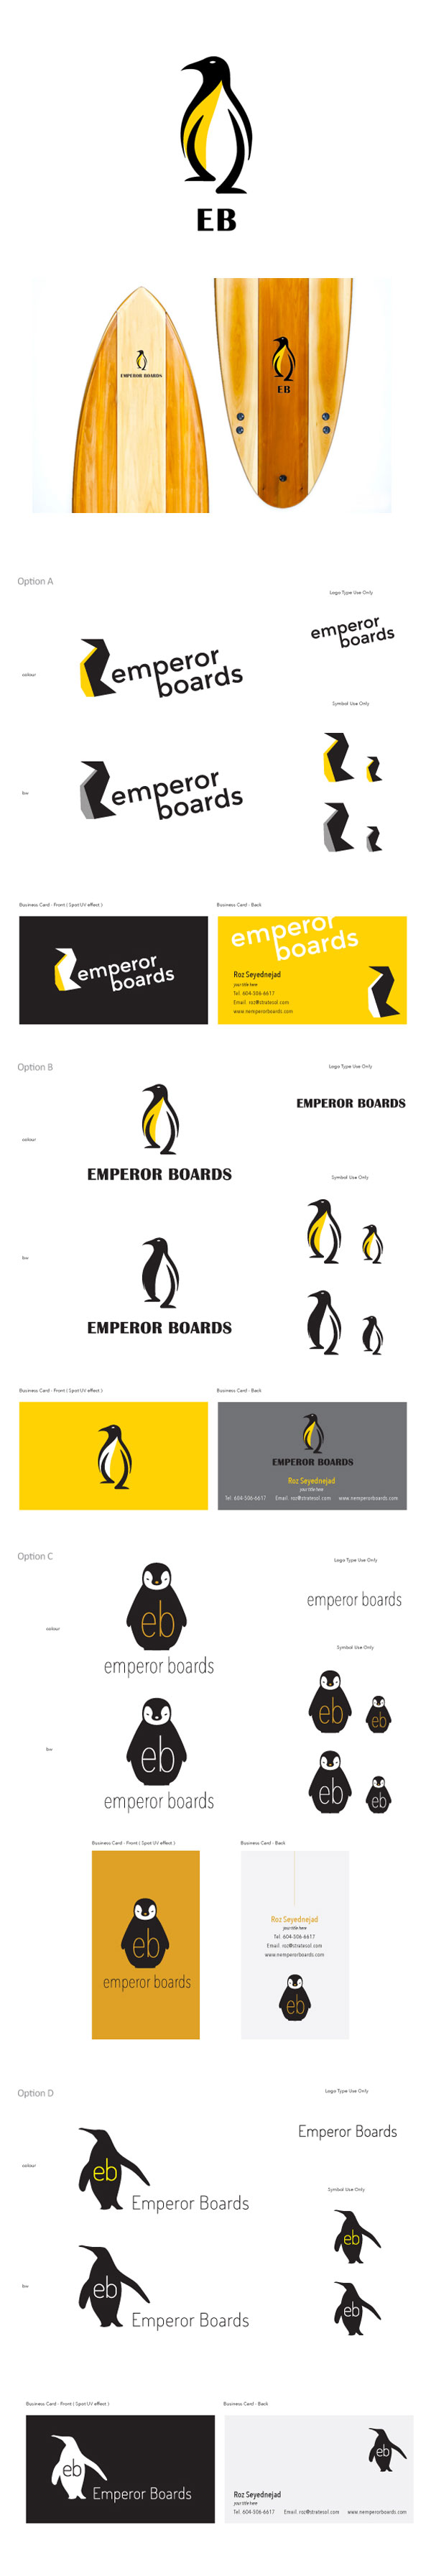 EB
EMPEROR BOARDS
EB
Option A
Logo Type Use Only
emperor
boards
colour
emperor
boards
Symbol Use Only
line
emperor
boards
Business Card - Front ( Spot UV effect )
Business Card - Back
emperor
boards
emperor
boards
Roz Seyednejad
your title here
Tel. 604-506-6617
Email. roz@stratesol.com
www.nemperorboards.com
Option B
Logo Type Use Only
EMPEROR BOARDS
colour
EMPEROR BOARDS
Symbol Use Only
line
EMPEROR BOARDS
Business Card - Front ( Spot UV effect )
Business Card - Back
EMPEROR BOARDS
Roz Seyednejad
your title here
Tel. 604-506-6617 Email. roz@stratesol.com www.nemperorboards.com
Option C
Logo Type Use Only
emperor boards
colour
eb
emperor boards
Symbol Use Only
eb eb
line
eb
emperor boards
eb eb
Business Card - Front ( Spot UV effect )
Business Card - Back
eb
emperor boards
Roz Seyednejad
your title here
Tel. 604-506-6617
Email. roz@stratesol.com
www.nemperorboards.com
eb
Option D
Logo Type Use Only
Emperor Boards
colour
eb
Emperor Boards
Symbol Use Only
eb
line
eb
Emperor Boards
eb
Business Card - Front ( Spot UV effect )
Business Card - Back
eb
Emperor Boards
eb
Roz Seyednejad
your title here
Tel. 604-506-6617 Email. roz@stratesol.com www.nemperorboards.com